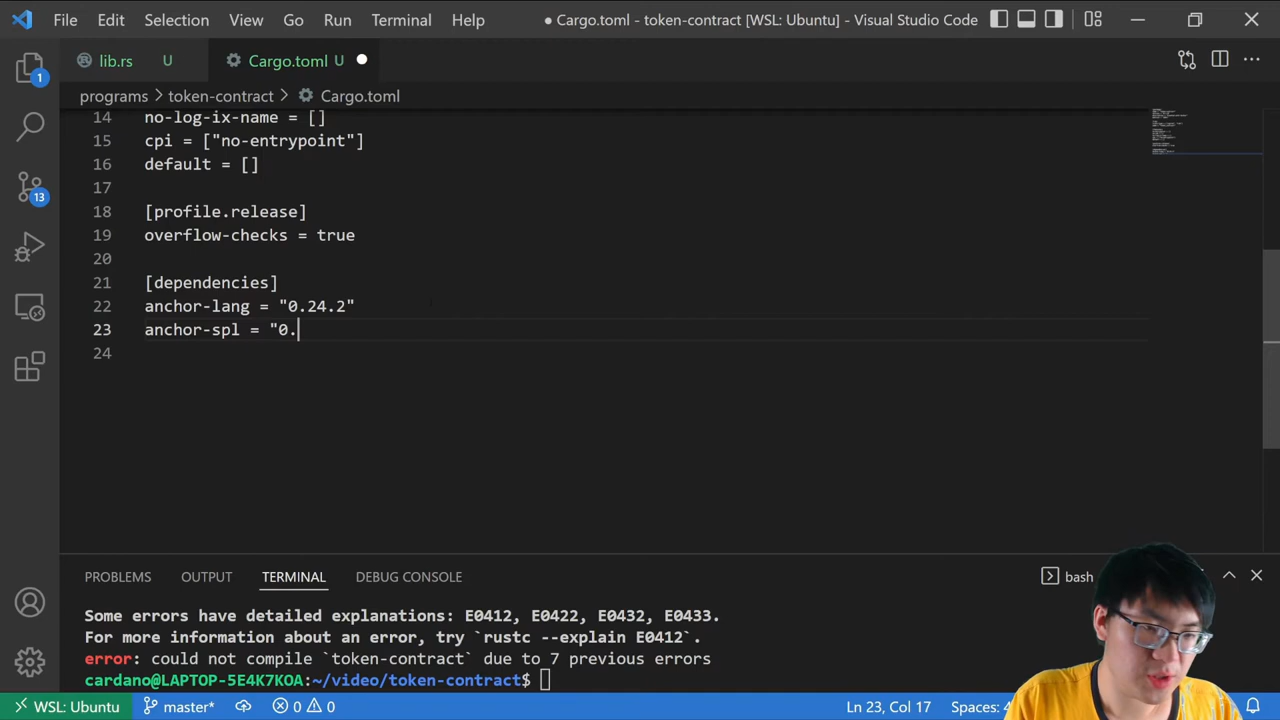 File Edit Selection View Go Run Terminal Help
● Cargo.toml - token-contract [WSL: Ubuntu] - Visual Studio Code
lib.rs U
Cargo.toml U ●
programs > token-contract > Cargo.toml
14 no-log-ix-name = []
15 cpi = ["no-entrypoint"]
16 default = []
17
18 [profile.release]
19 overflow-checks = true
20
21 [dependencies]
22 anchor-lang = "0.24.2"
23 anchor-spl = "0.
24
1
13
PROBLEMS OUTPUT TERMINAL DEBUG CONSOLE
bash
Some errors have detailed explanations: E0412, E0422, E0432, E0433.
For more information about an error, try `rustc --explain E0412`.
error: could not compile `token-contract` due to 7 previous errors
cardano@LAPTOP-5E4K7KOA:~/video/token-contract$
WSL: Ubuntu master* 0 0
Ln 23, Col 17 Spaces: 4